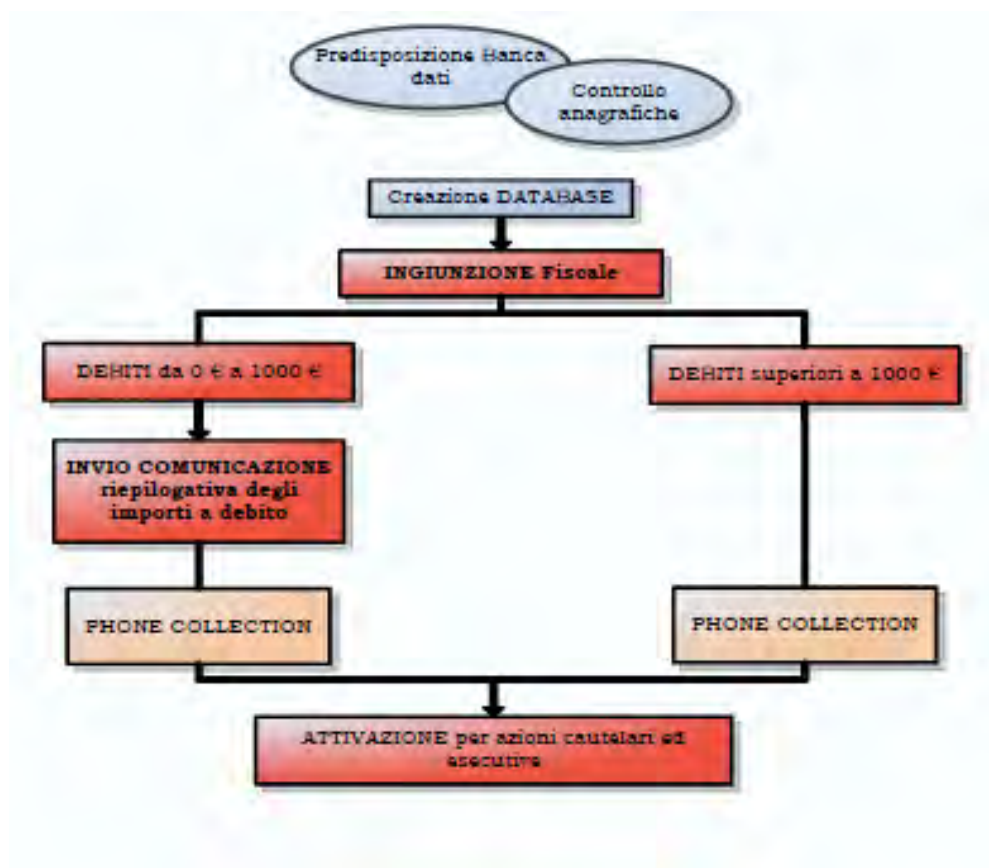 Predisposizione Banca
dati
Controllo
anagrafiche
Creazione DATABASE
INGIUNZIONE Fiscale
DEBITI da 0 € a 1000 €
DEBITI superiori a 1000 €
INVIO COMUNICAZIONE
riepilogativa degli
importi a debito
PHONE COLLECTION
PHONE COLLECTION
ATTIVAZIONE per azioni cautelari ed
esecutive